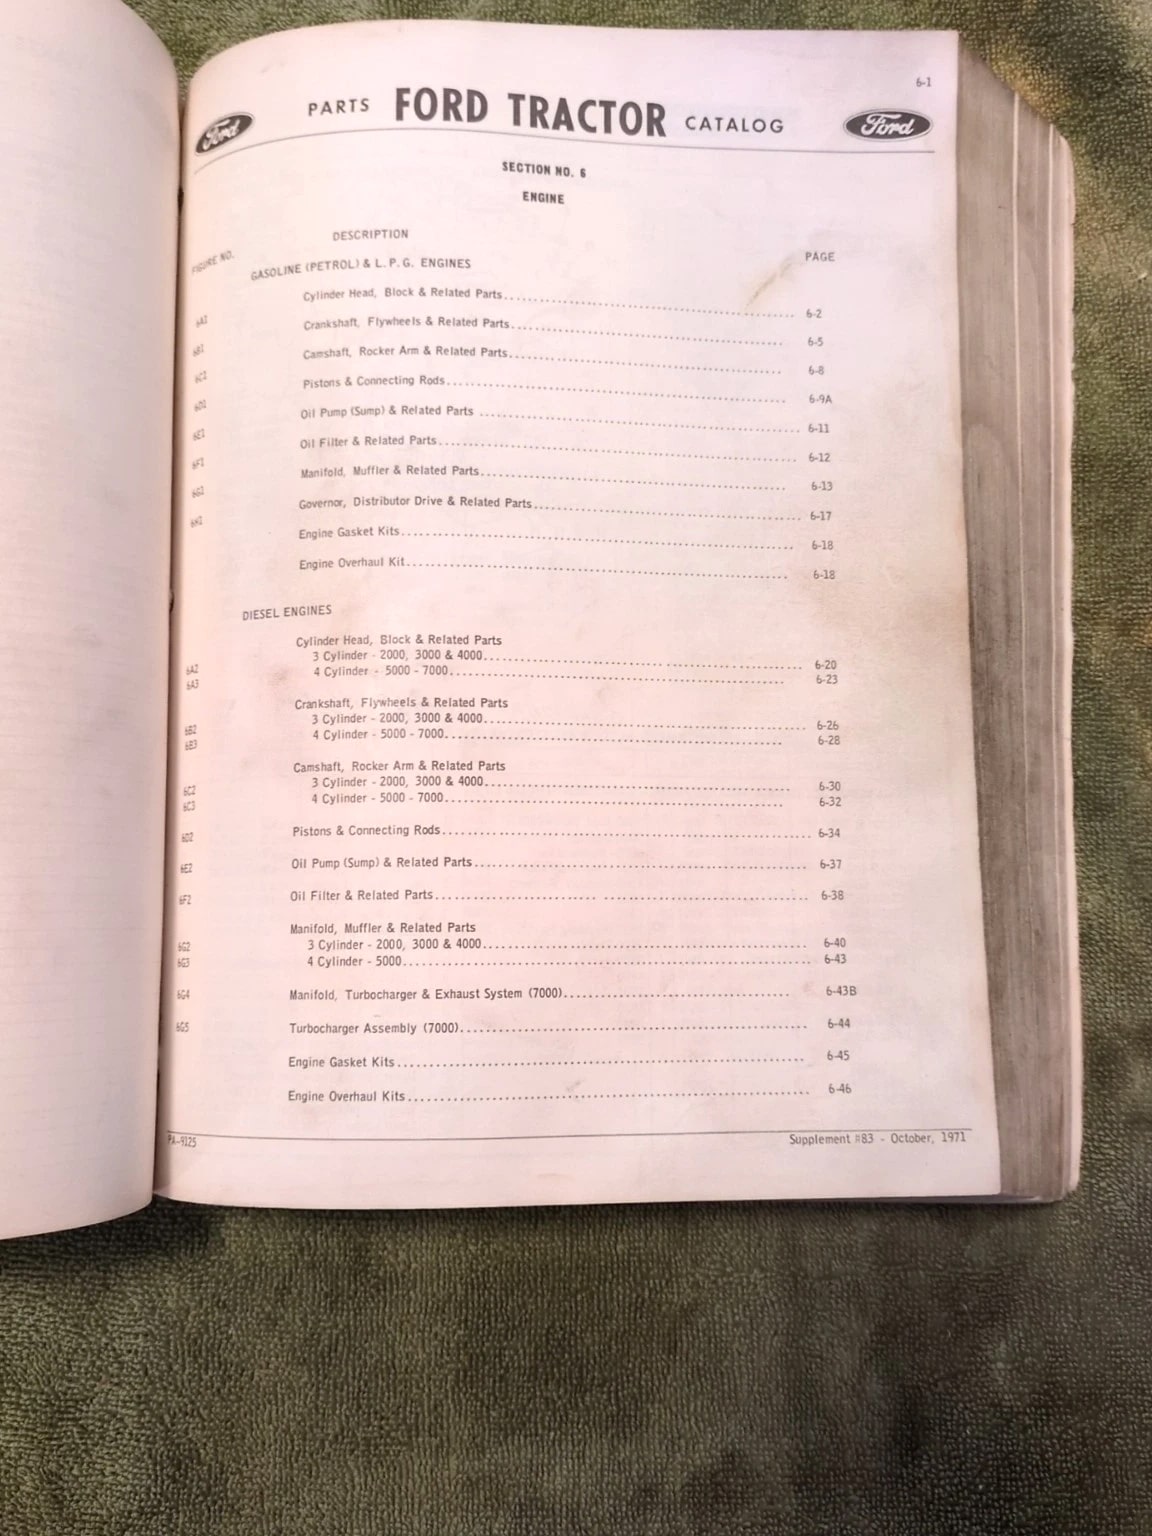 6-1
Ford PARTS FORD TRACTOR CATALOG Ford
SECTION NO. 6
ENGINE
FIGURE NO. DESCRIPTION PAGE
GASOLINE (PETROL) & L.P.G. ENGINES
6A1 Cylinder Head, Block & Related Parts 6-2
6B1 Crankshaft, Flywheels & Related Parts 6-5
6C1 Camshaft, Rocker Arm & Related Parts 6-8
6D1 Pistons & Connecting Rods 6-9A
6E1 Oil Pump (Sump) & Related Parts 6-11
6F1 Oil Filter & Related Parts 6-12
6G1 Manifold, Muffler & Related Parts 6-13
6H1 Governor, Distributor Drive & Related Parts 6-17
Engine Gasket Kits 6-18
Engine Overhaul Kit 6-18
DIESEL ENGINES
Cylinder Head, Block & Related Parts
6A2 3 Cylinder - 2000, 3000 & 4000 6-20
6A3 4 Cylinder - 5000 - 7000 6-23
Crankshaft, Flywheels & Related Parts
6B2 3 Cylinder - 2000, 3000 & 4000 6-26
6B3 4 Cylinder - 5000 - 7000 6-28
Camshaft, Rocker Arm & Related Parts
6C2 3 Cylinder - 2000, 3000 & 4000 6-30
6C3 4 Cylinder - 5000 - 7000 6-32
6D2 Pistons & Connecting Rods 6-34
6E2 Oil Pump (Sump) & Related Parts 6-37
6F2 Oil Filter & Related Parts 6-38
Manifold, Muffler & Related Parts
6G2 3 Cylinder - 2000, 3000 & 4000 6-40
6G3 4 Cylinder - 5000 6-43
6G4 Manifold, Turbocharger & Exhaust System (7000) 6-43B
6G5 Turbocharger Assembly (7000) 6-44
Engine Gasket Kits 6-45
Engine Overhaul Kits 6-46
PA-9125 Supplement #83 - October, 1971